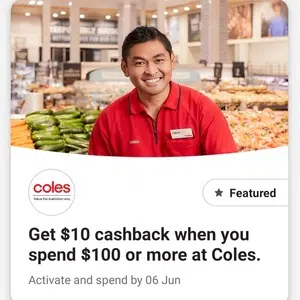 coles
Value the Australian way.
★ Featured
Get $10 cashback when you
spend $100 or more at Coles.
Activate and spend by 06 Jun